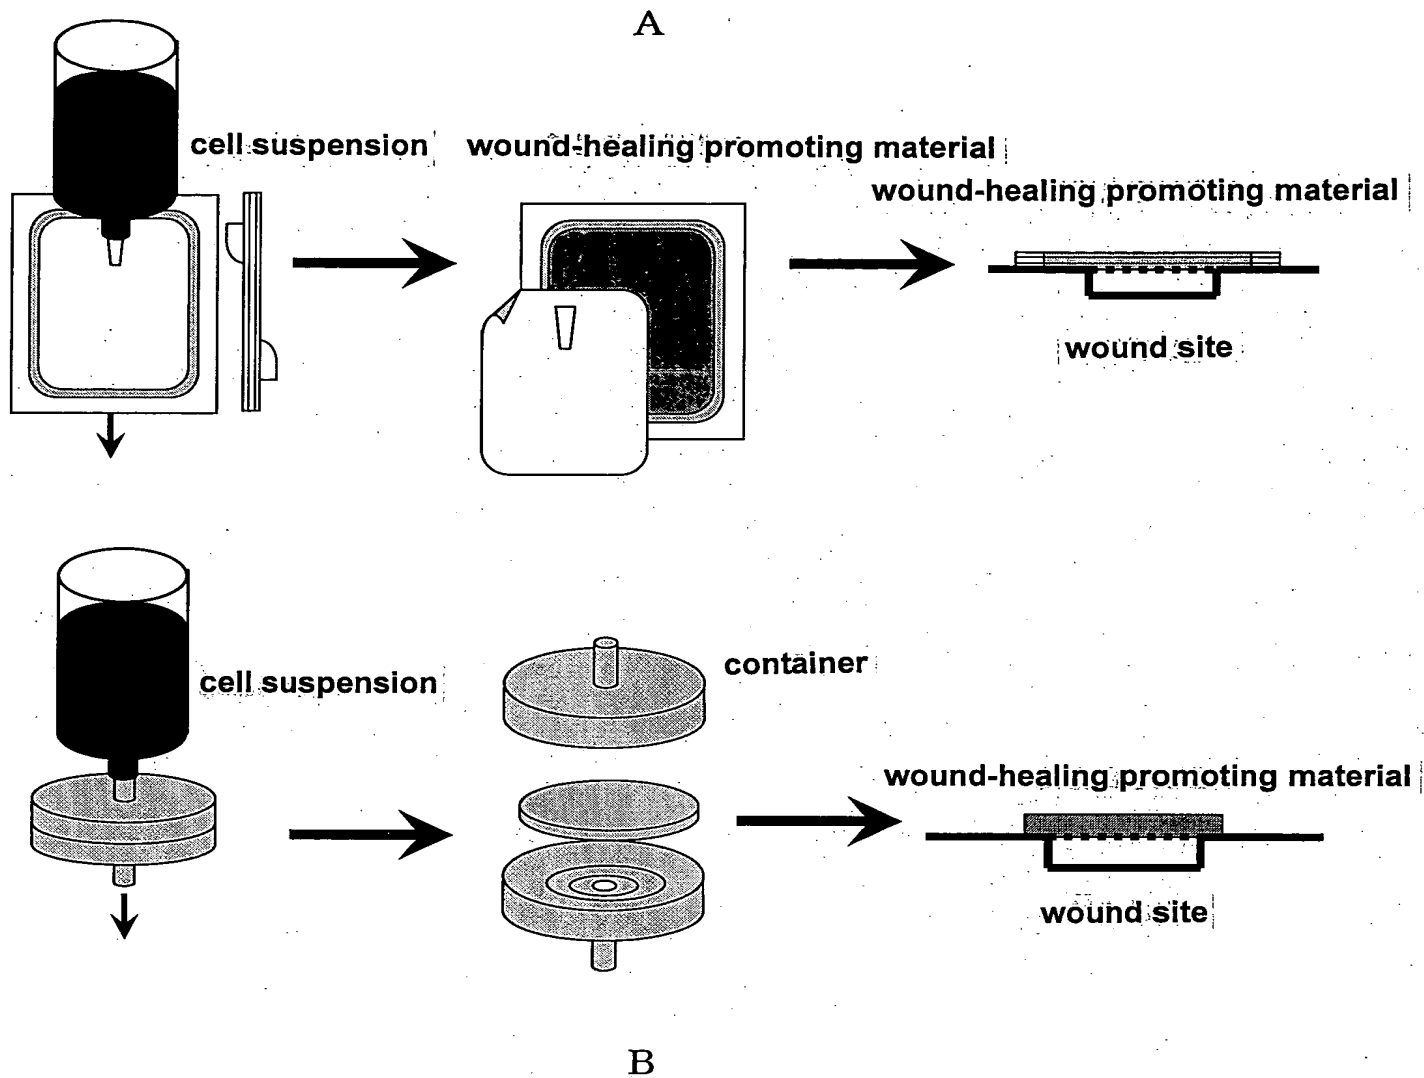 A
cell suspension
wound-healing promoting material
wound-healing promoting material
wound site
cell suspension
container
wound-healing promoting material
wound site
B